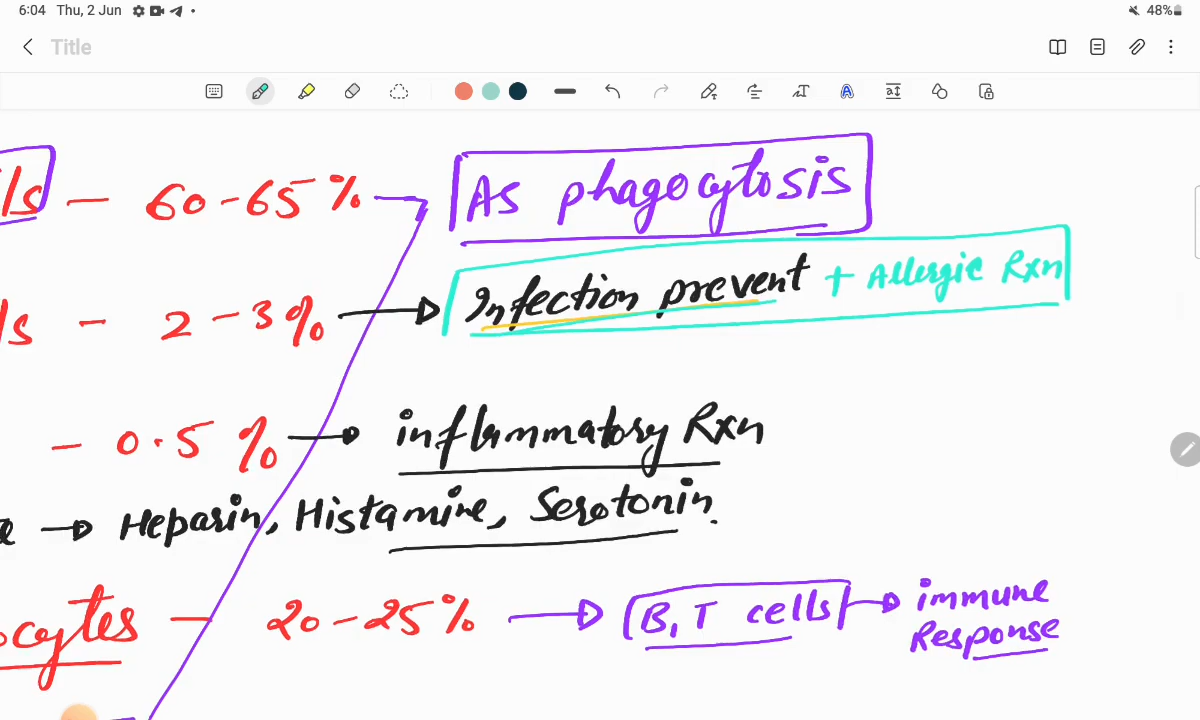 6:04 Thu, 2 Jun 48%
Title
ls - 60-65% As phagocytosis
ls - 2-3% Infection prevent + Allergic Rxn
- 0.5% inflammatory Rxn
e → Heparin, Histamine, Serotonin.
ocytes - 20-25% → B, T cells → immune
Response